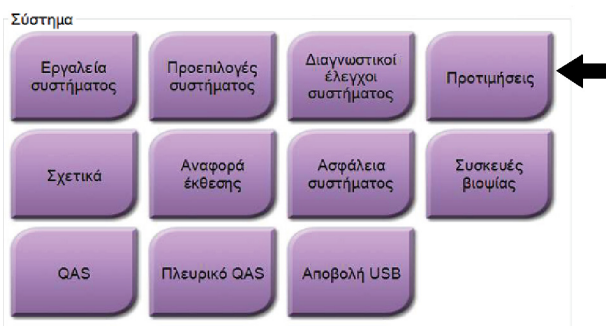 Σύστημα
Εργαλεία
συστήματος
Προεπιλογές
συστήματος
Διαγνωστικοί
έλεγχοι
συστήματος
Προτιμήσεις
Σχετικά
Αναφορά
έκθεσης
Ασφάλεια
συστήματος
Συσκευές
βιοψίας
QAS
Πλευρικό QAS
Αποβολή USB